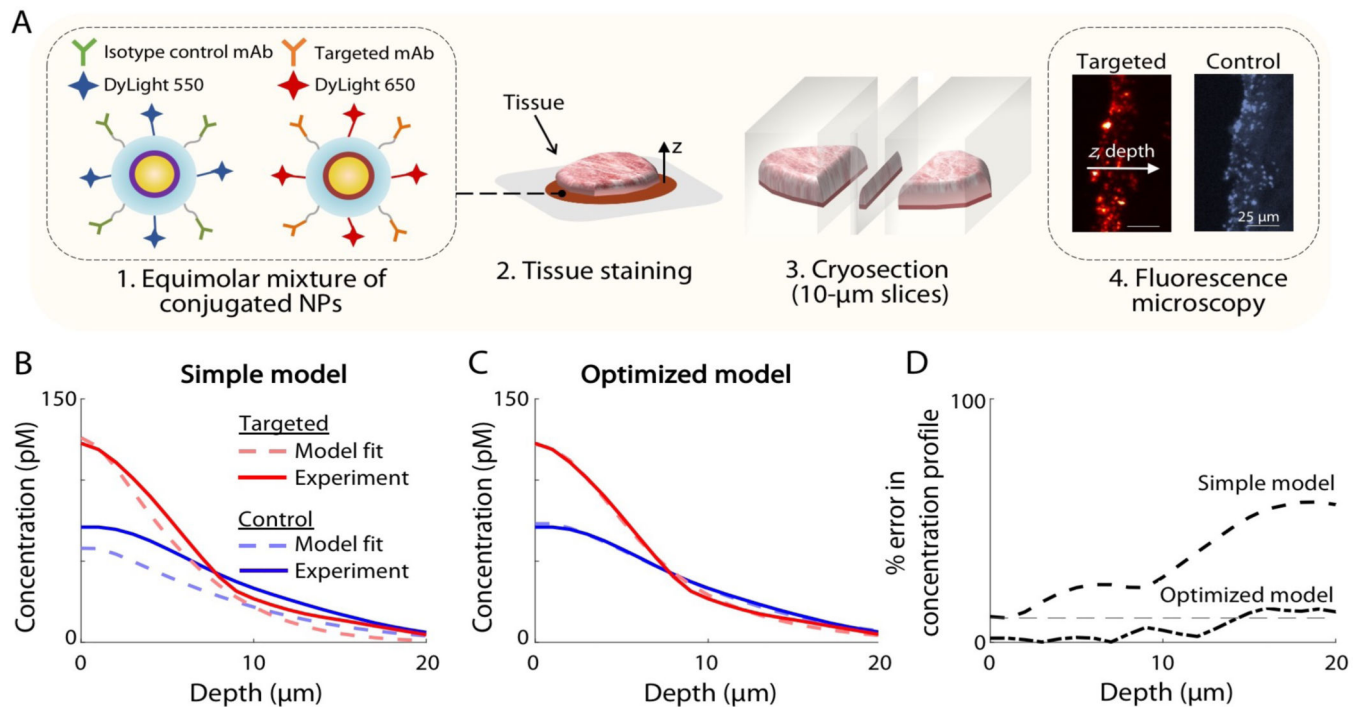 A
Isotype control mAb
Targeted mAb
DyLight 550
DyLight 650
1. Equimolar mixture of
conjugated NPs
Tissue
z
2. Tissue staining
3. Cryosection
(10-µm slices)
Targeted
Control
z, depth
25 µm
4. Fluorescence
microscopy
B
Simple model
150
Concentration (pM)
0
0
10
20
Depth (µm)
Targeted
Model fit
Experiment
Control
Model fit
Experiment
C
Optimized model
150
Concentration (pM)
0
0
10
20
Depth (µm)
D
100
% error in
concentration profile
0
Simple model
Optimized model
0
10
20
Depth (µm)